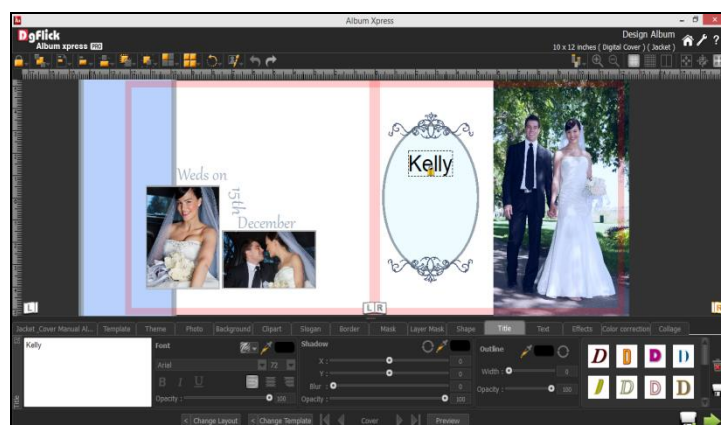 Album Xpress
DgFlick
Album xpress PRO
Design Album
10 x 12 inches ( Digital Cover ) ( Jacket )
?
Weds on
15th
December
Kelly
L
L R
R
Jacket_Cover Manual Al... Template Theme Photo Background Clipart Slogan Border Mask Layer Mask Shape Title Text Effects Color correction Collage
Kelly
Title
Font
Arial 72
B I U
Opacity : 100
Shadow
X : 0
Y : 0
Blur : 0
Opacity : 100
Outline
Width : 0
Opacity : 100
D D D D
D D D
< Change Layout < Change Template Cover Preview